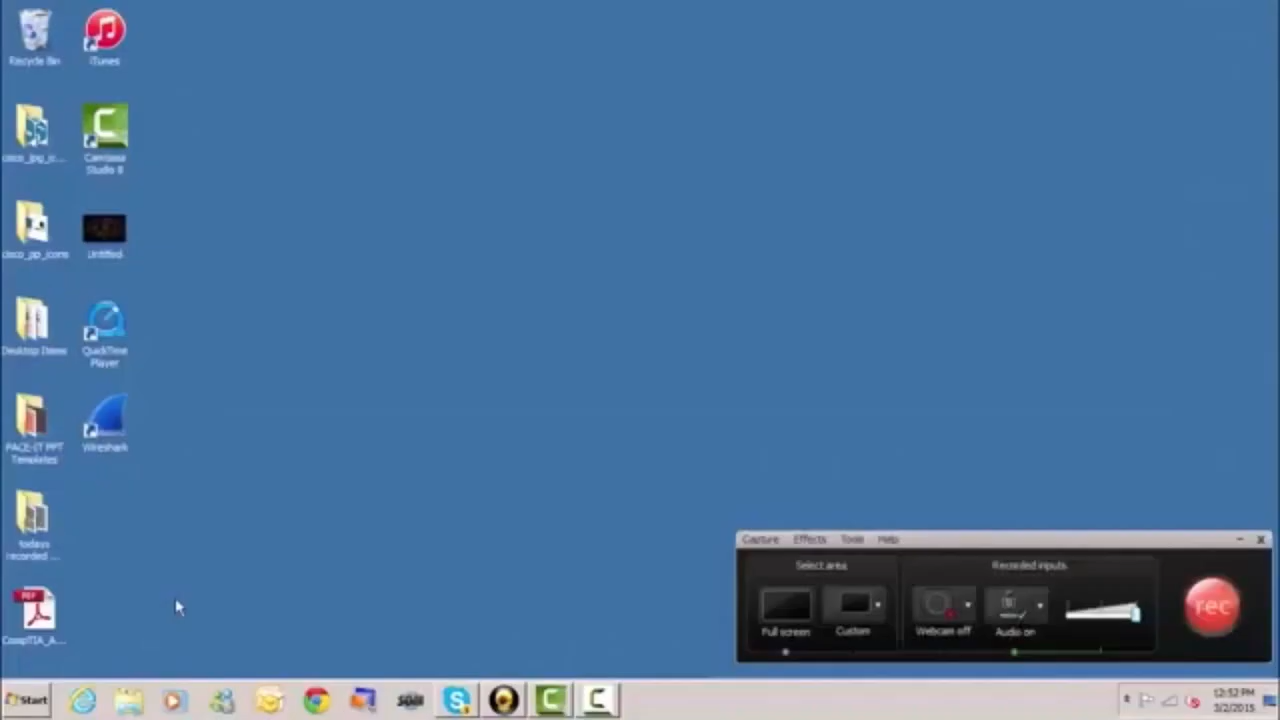 Recycle Bin
iTunes
cisco_jpg_ic...
Camtasia
Studio 8
cisco_pp_icons
Untitled
Desktop Items
QuickTime
Player
PACE-IT PPT
Templates
Wireshark
todays
recorded ...
PDF
CompTIA_A...
Capture Effects Tools Help
Select area
Recorded inputs
Full screen
Custom
Webcam off
Audio on
rec
Start
12:52 PM
3/2/2015